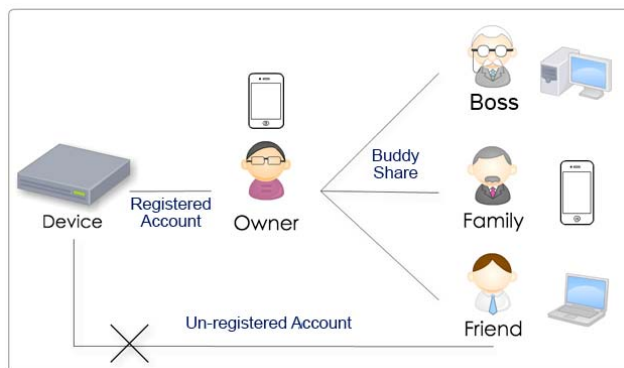 Boss
Buddy
Share
Device
Registered
Account
Owner
Family
Un-registered Account
Friend